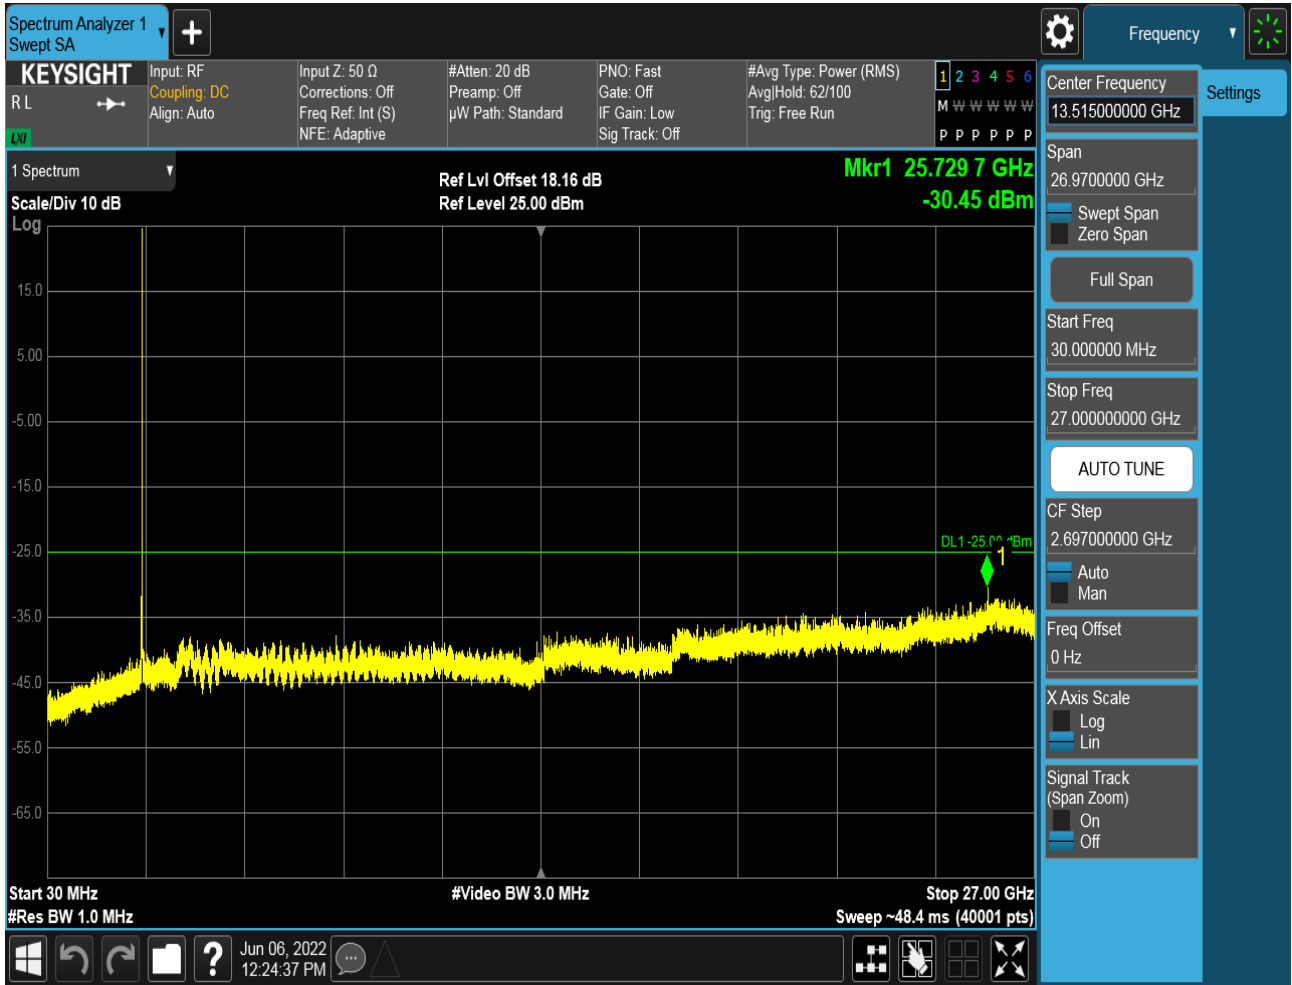 Spectrum Analyzer 1
Swept SA
Frequency
KEYSIGHT
R L
LXI
Input: RF
Coupling: DC
Align: Auto
Input Z: 50 Ω
Corrections: Off
Freq Ref: Int (S)
NFE: Adaptive
#Atten: 20 dB
Preamp: Off
µW Path: Standard
PNO: Fast
Gate: Off
IF Gain: Low
Sig Track: Off
#Avg Type: Power (RMS)
Avg|Hold: 62/100
Trig: Free Run
1 2 3 4 5 6
M W W W W W
P P P P P P
1 Spectrum
Scale/Div 10 dB
Log
Ref Lvl Offset 18.16 dB
Ref Level 25.00 dBm
Mkr1 25.729 7 GHz
-30.45 dBm
15.0
5.00
-5.00
-15.0
-25.0
-35.0
-45.0
-55.0
-65.0
1
Start 30 MHz
#Res BW 1.0 MHz
#Video BW 3.0 MHz
Stop 27.00 GHz
Sweep ~48.4 ms (40001 pts)
Center Frequency
13.515000000 GHz
Span
26.9700000 GHz
Swept Span
Zero Span
Full Span
Start Freq
30.000000 MHz
Stop Freq
27.000000000 GHz
AUTO TUNE
CF Step
2.697000000 GHz
Auto
Man
Freq Offset
0 Hz
X Axis Scale
Log
Lin
Signal Track
(Span Zoom)
On
Off
Settings
?
Jun 06, 2022
12:24:37 PM